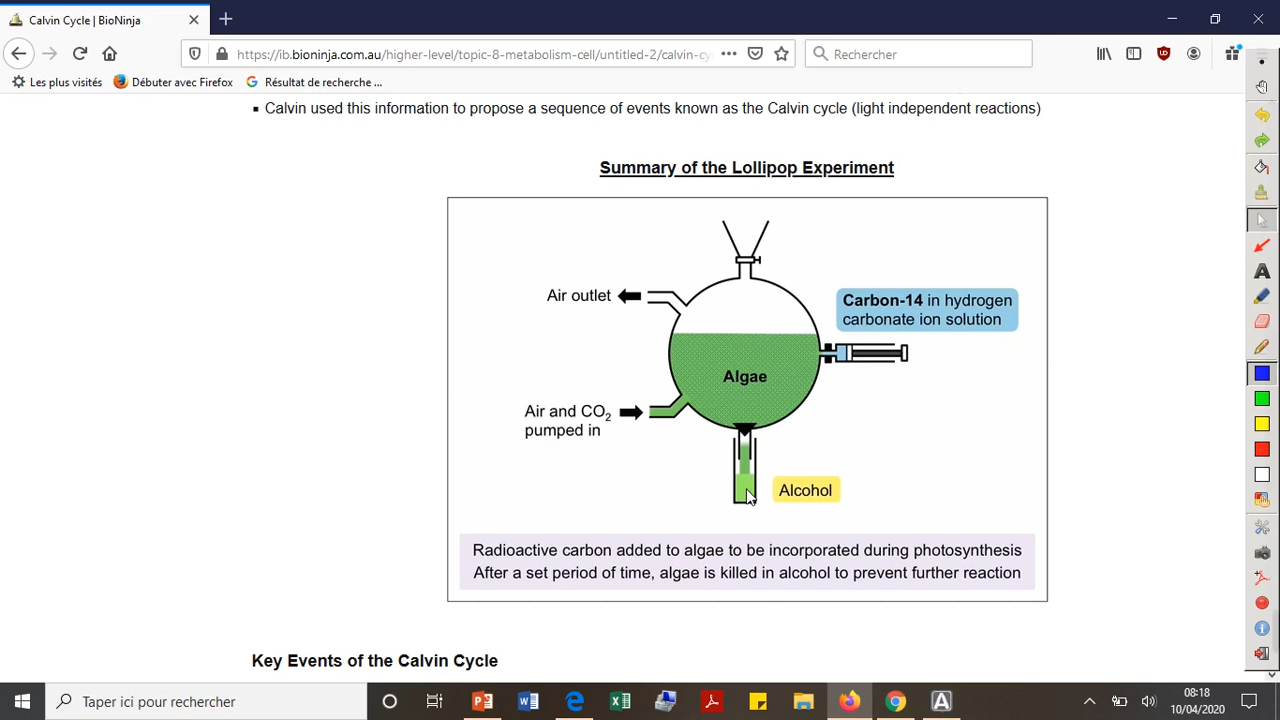 Calvin Cycle | BioNinja
https://ib.bioninja.com.au/higher-level/topic-8-metabolism-cell/untitled-2/calvin-cy
Rechercher
Les plus visités
Débuter avec Firefox
Résultat de recherche ...
Calvin used this information to propose a sequence of events known as the Calvin cycle (light independent reactions)
Summary of the Lollipop Experiment
Air outlet
Carbon-14 in hydrogen
carbonate ion solution
Algae
Air and CO₂
pumped in
Alcohol
Radioactive carbon added to algae to be incorporated during photosynthesis
After a set period of time, algae is killed in alcohol to prevent further reaction
Key Events of the Calvin Cycle
Taper ici pour rechercher
08:18
10/04/2020